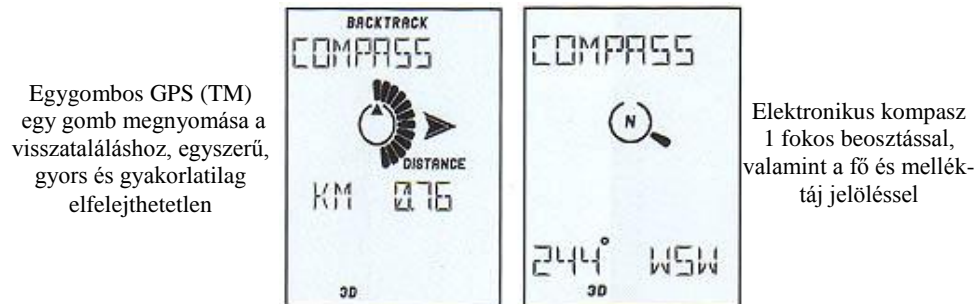 Egygombos GPS (TM)
egy gomb megnyomása a
visszataláláshoz, egyszerű,
gyors és gyakorlatilag
elfelejthetetlen
BACKTRACK
COMPASS
DISTANCE
KM 0.76
3D
COMPASS
N
244° WSW
3D
Elektronikus kompasz
1 fokos beosztással,
valamint a fő és mellék-
táj jelöléssel